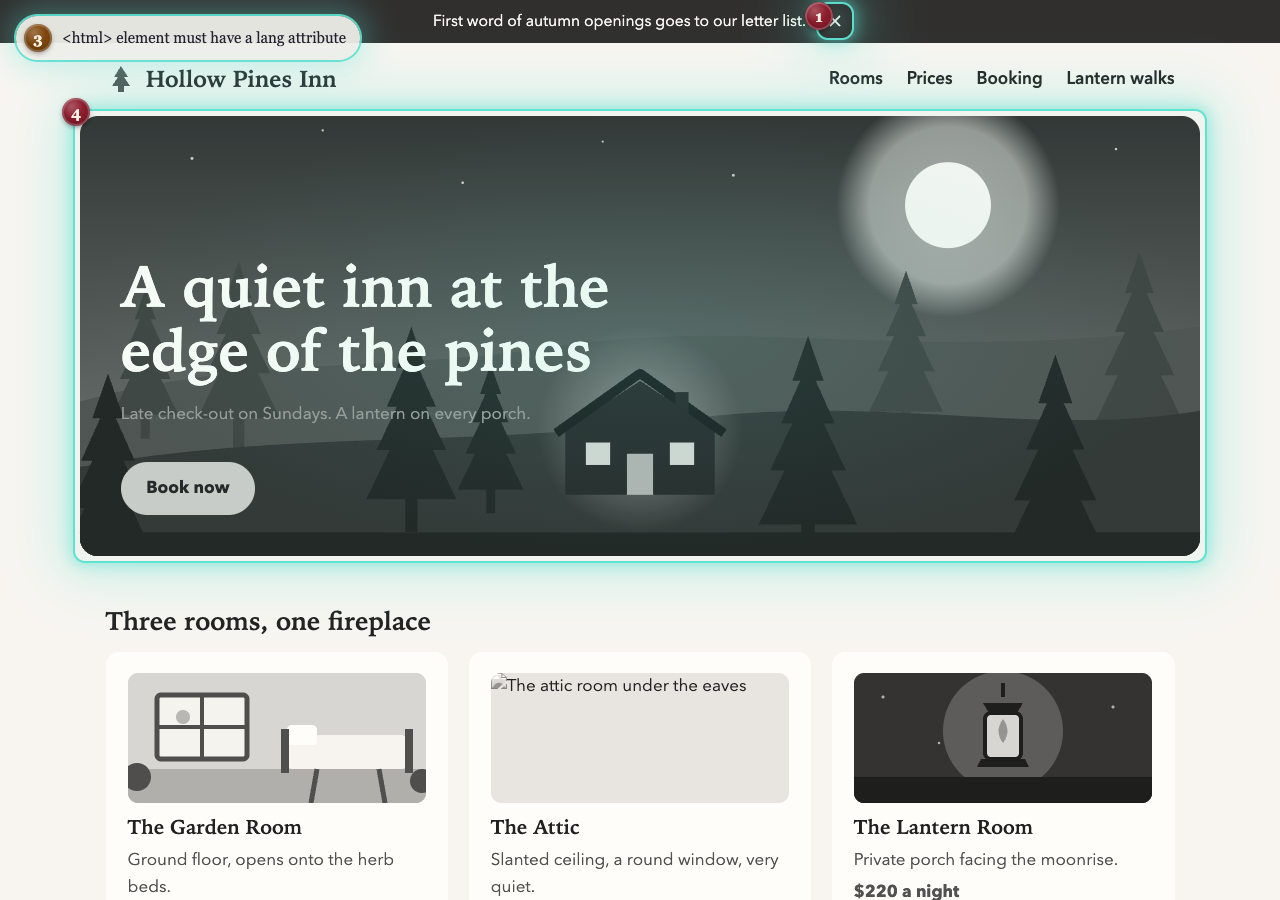 First word of autumn openings goes to our letter list.
1
×
3 <html> element must have a lang attribute
Hollow Pines Inn
Rooms Prices Booking Lantern walks
4
A quiet inn at the
edge of the pines
Late check-out on Sundays. A lantern on every porch.
Book now
Three rooms, one fireplace
The attic room under the eaves
The Garden Room
Ground floor, opens onto the herb
beds.
The Attic
Slanted ceiling, a round window, very
quiet.
The Lantern Room
Private porch facing the moonrise.
$220 a night